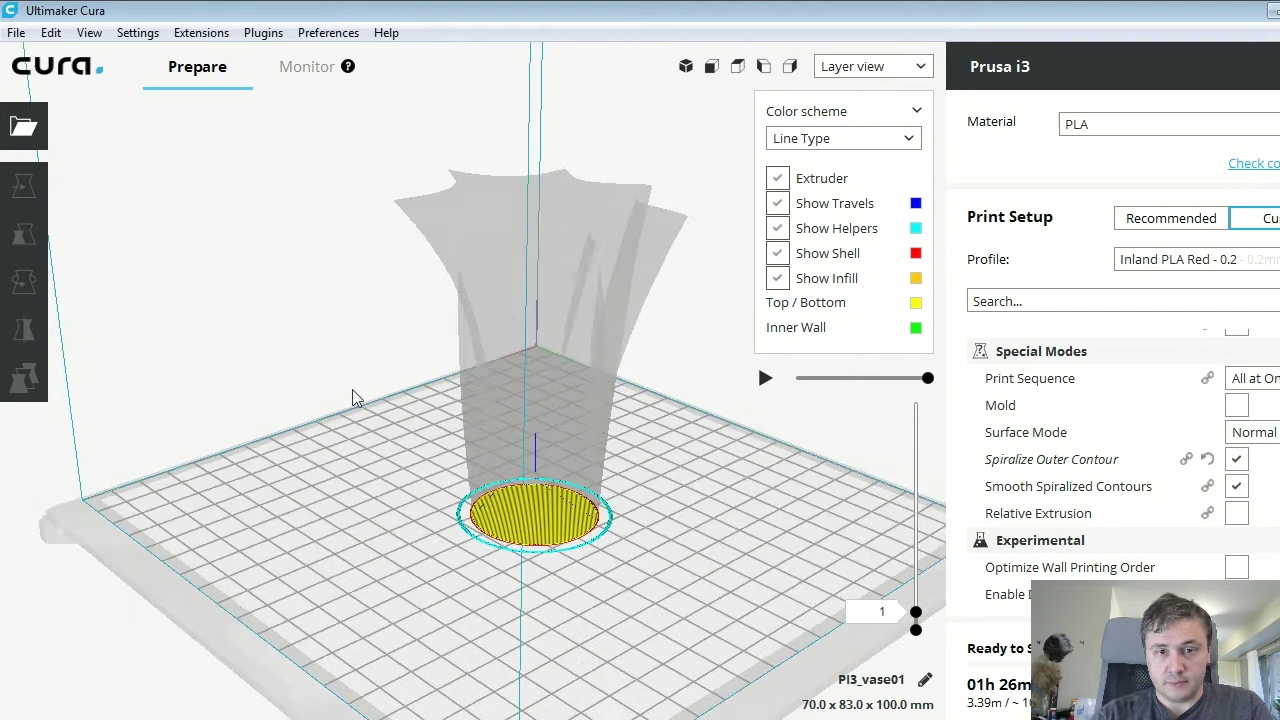 Ultimaker Cura
File Edit View Settings Extensions Plugins Preferences Help
cura. Prepare Monitor ? Layer view
Prusa i3
Color scheme
Line Type
Extruder
Show Travels
Show Helpers
Show Shell
Show Infill
Top / Bottom
Inner Wall
1
PI3_vase01
70.0 x 83.0 x 100.0 mm
Material PLA
Check co
Print Setup Recommended Cu
Profile: Inland PLA Red - 0.2 - 0.2mm
Search...
Special Modes
Print Sequence All at On
Mold
Surface Mode Normal
Spiralize Outer Contour
Smooth Spiralized Contours
Relative Extrusion
Experimental
Optimize Wall Printing Order
Enable
Ready to S
01h 26m
3.39m / ~